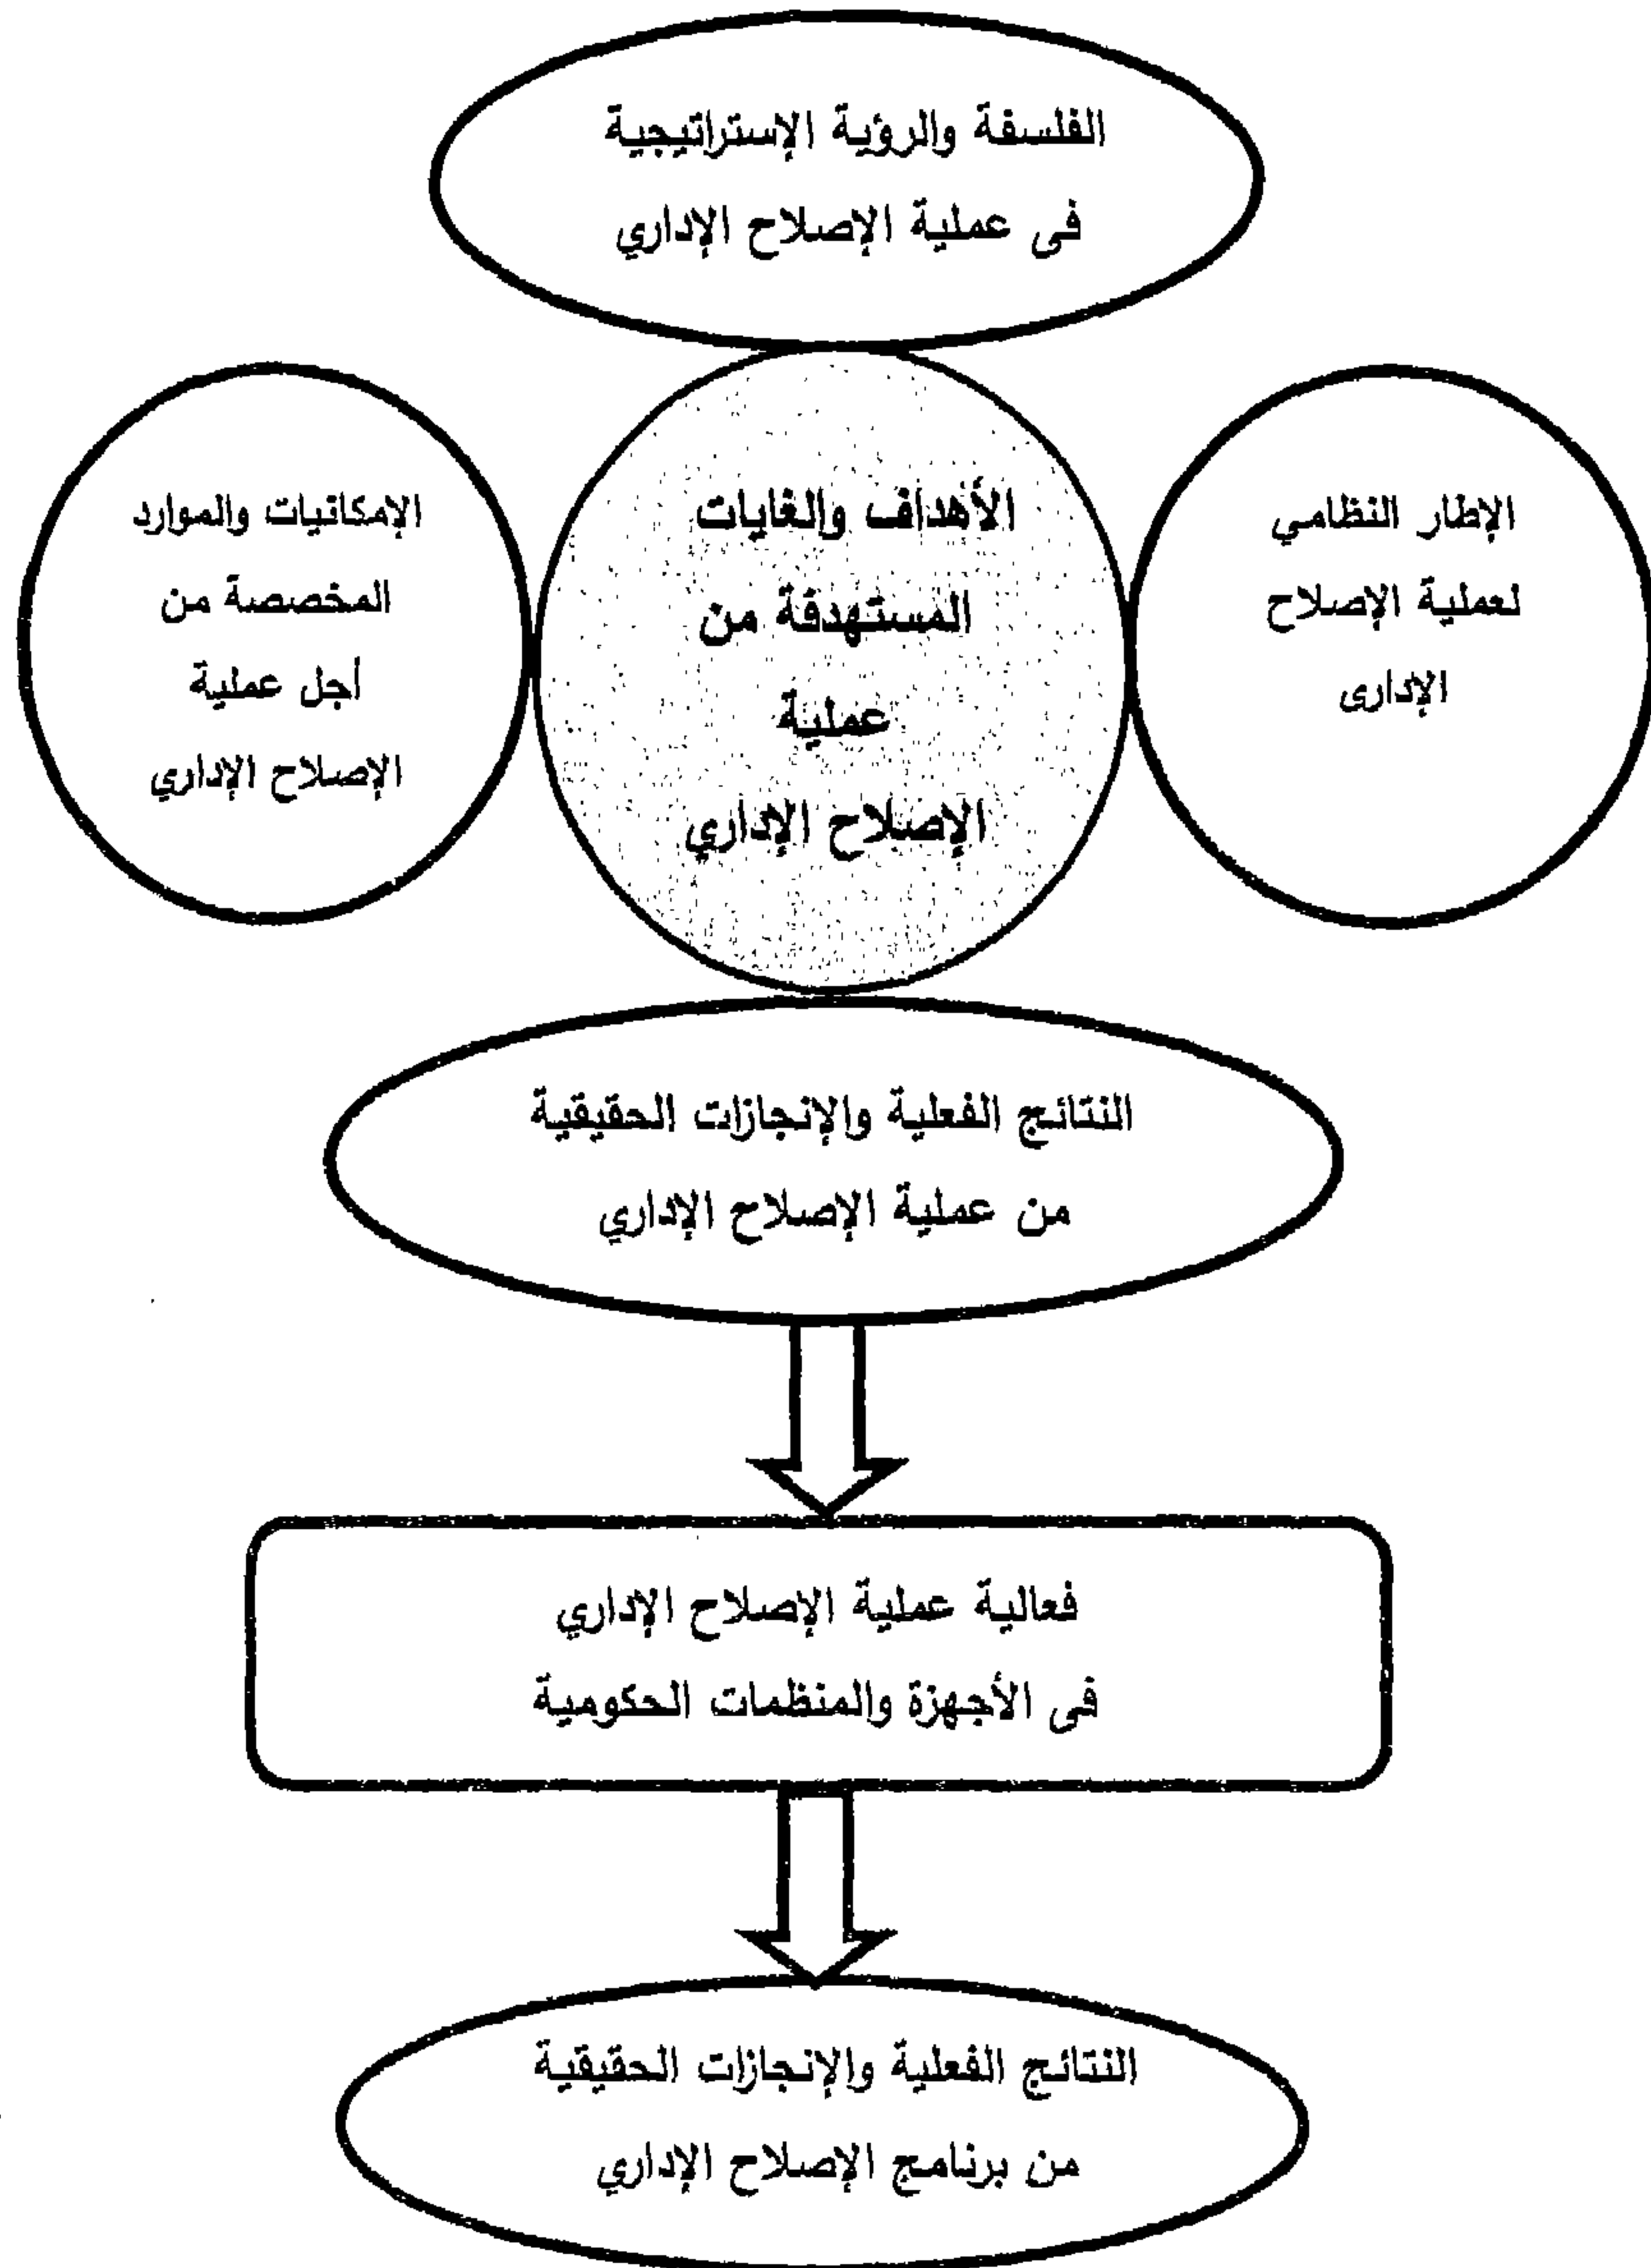 الفلسفة والرؤية الإستراتيجية
فى عملية الإصلاح الإداري
الإطار النظامي
لعملية الإصلاح
الإدارى
الأهداف والغايات
المستهدفة من
عملية
الإصلاح الإداري
الإمكانيات والموارد
المخصصة من
أجل عملية
الإصلاح الإداري
النتائج الفعلية والإنجازات الحقيقية
من عملية الإصلاح الإداري
فعالية عملية الإصلاح الإداري
فى الأجهزة والمنظمات الحكومية
النتائج الفعلية والإنجازات الحقيقية
من برنامج الإصلاح الإداري